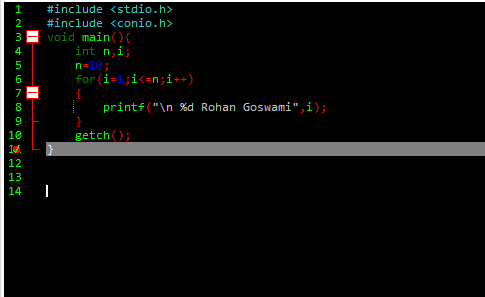 1 #include <stdio.h>
2 #include <conio.h>
3 void main(){
4 int n,i;
5 n=10;
6 for(i=1;i<=n;i++)
7 {
8 printf("\n %d Rohan Goswami",i);
9 }
10 getch();
11 }
12
13
14